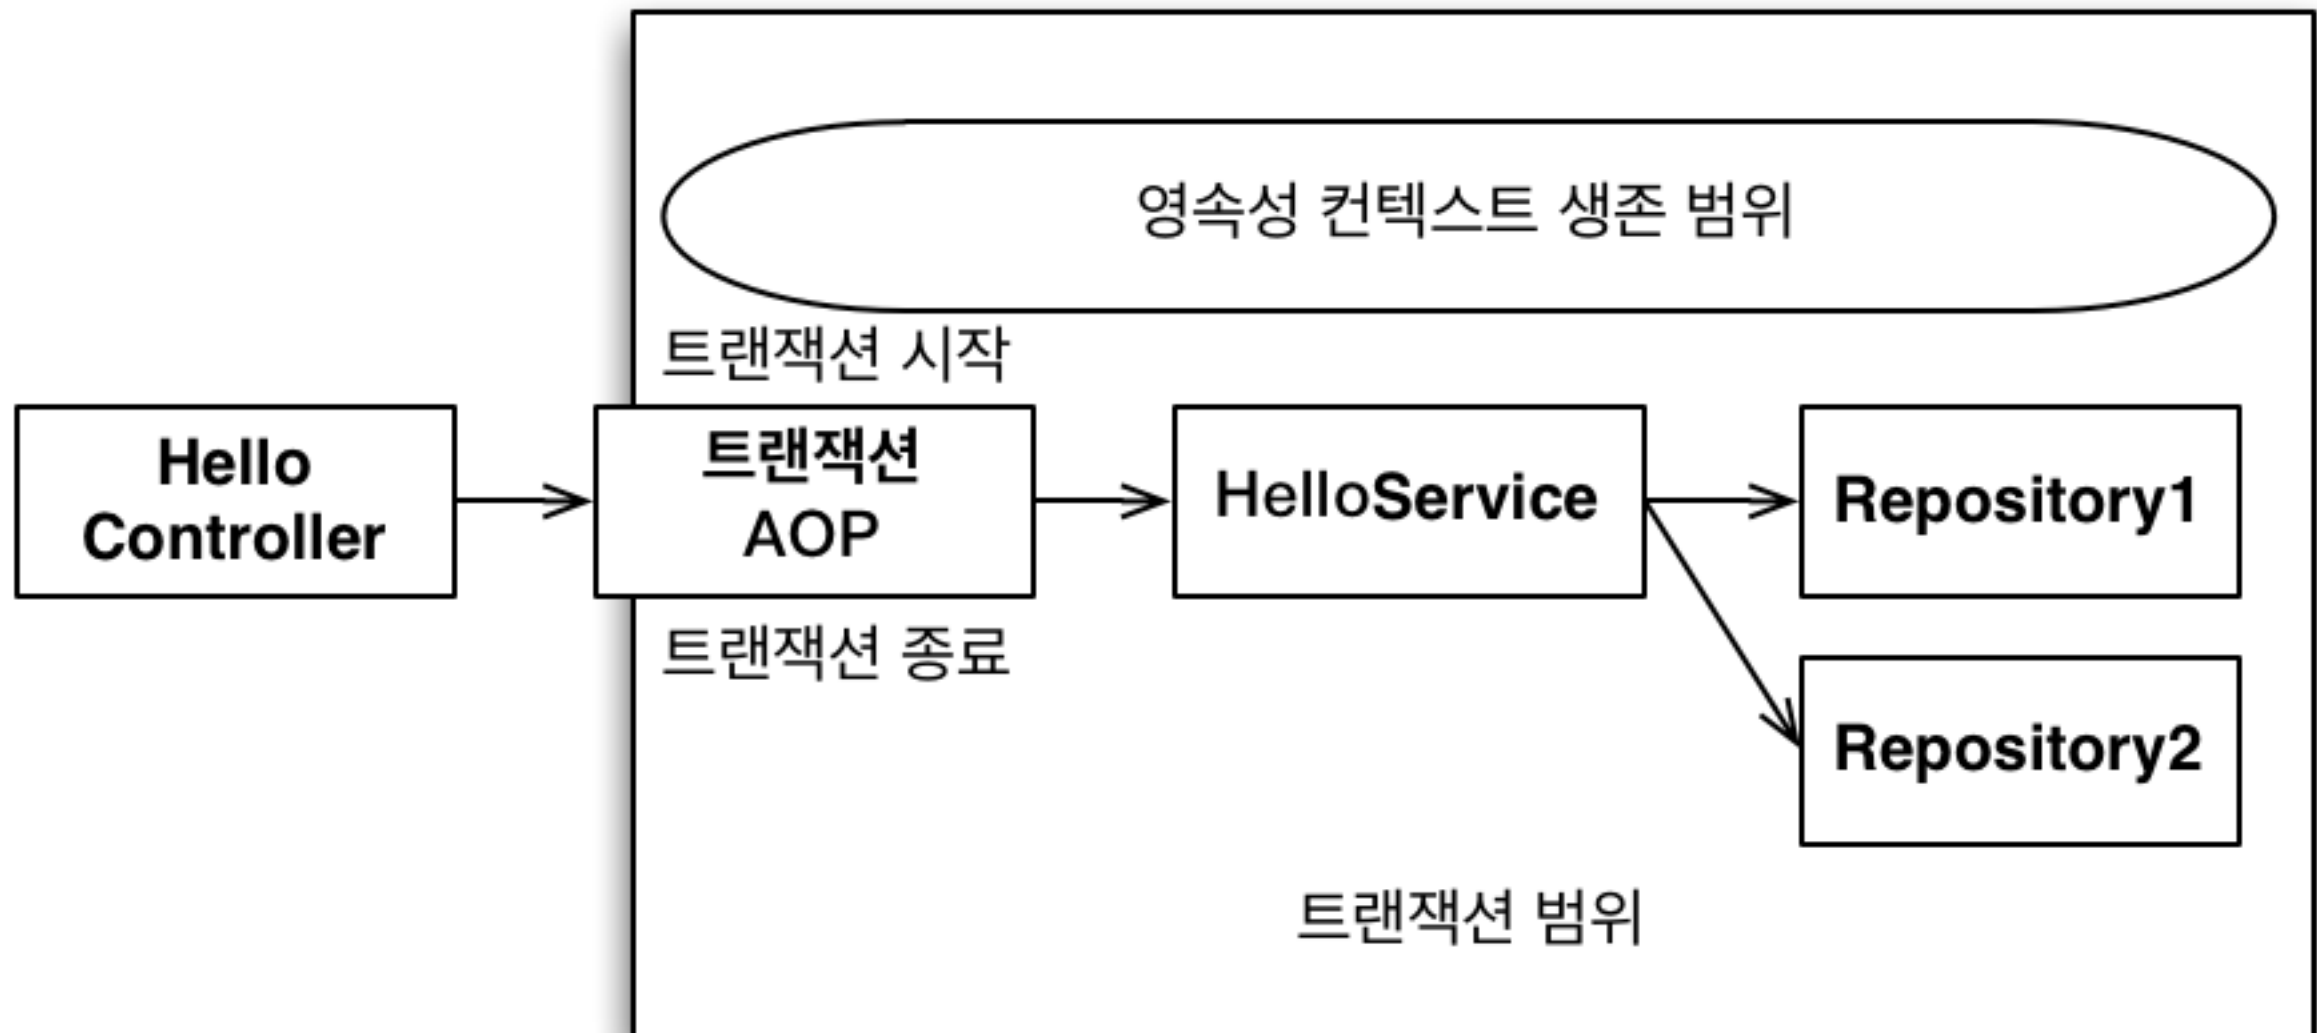 영속성 컨텍스트 생존 범위
트랜잭션 시작
Hello
Controller
트랜잭션
AOP
HelloService
Repository1
트랜잭션 종료
Repository2
트랜잭션 범위